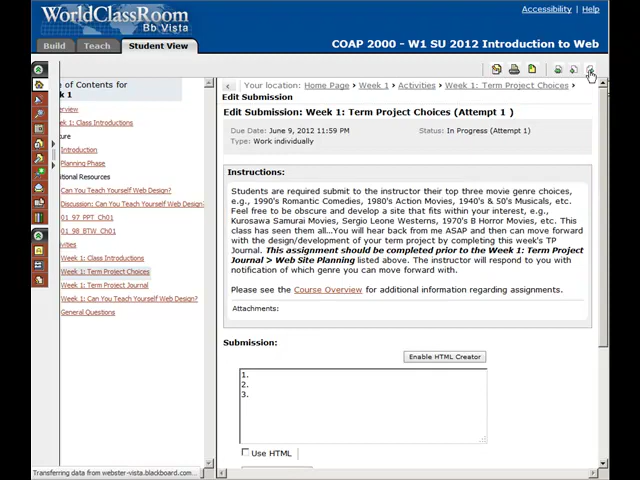 WorldClassRoom
Bb Vista
Accessibility | Help
Build
Teach
Student View
COAP 2000 - W1 SU 2012 Introduction to Web
e of Contents for
k 1
erview
1: Class Introductions
ture
Introduction
Planning Phase
tional Resources
Can You Teach Yourself Web Design?
Discussion: Can You Teach Yourself Web Design?
01_97_PPT_Ch01
01_98_BTW_Ch01
vities
Week 1: Class Introductions
Week 1: Term Project Choices
Week 1: Term Project Journal
Week 1: Can You Teach Yourself Web Design?
General Questions
Your location: Home Page › Week 1 › Activities › Week 1: Term Project Choices ›
Edit Submission
Edit Submission: Week 1: Term Project Choices (Attempt 1 )
Due Date: June 9, 2012 11:59 PM
Status: In Progress (Attempt 1)
Type: Work individually
Instructions:
Students are required submit to the instructor their top three movie genre choices,
e.g., 1990's Romantic Comedies, 1980's Action Movies, 1940's & 50's Musicals, etc.
Feel free to be obscure and develop a site that fits within your interest, e.g.,
Kurosawa Samurai Movies, Sergio Leone Westerns, 1970's B Horror Movies, etc. This
class has seen them all...You will hear back from me ASAP and then can move forward
with the design/development of your term project by completing this week's TP
Journal. This assignment should be completed prior to the Week 1: Term Project
Journal > Web Site Planning listed above. The instructor will respond to you with
notification of which genre you can move forward with.
Please see the Course Overview for additional information regarding assignments.
Attachments:
Submission:
Enable HTML Creator
1.
2.
3.
Use HTML
Transferring data from webster-vista.blackboard.com...